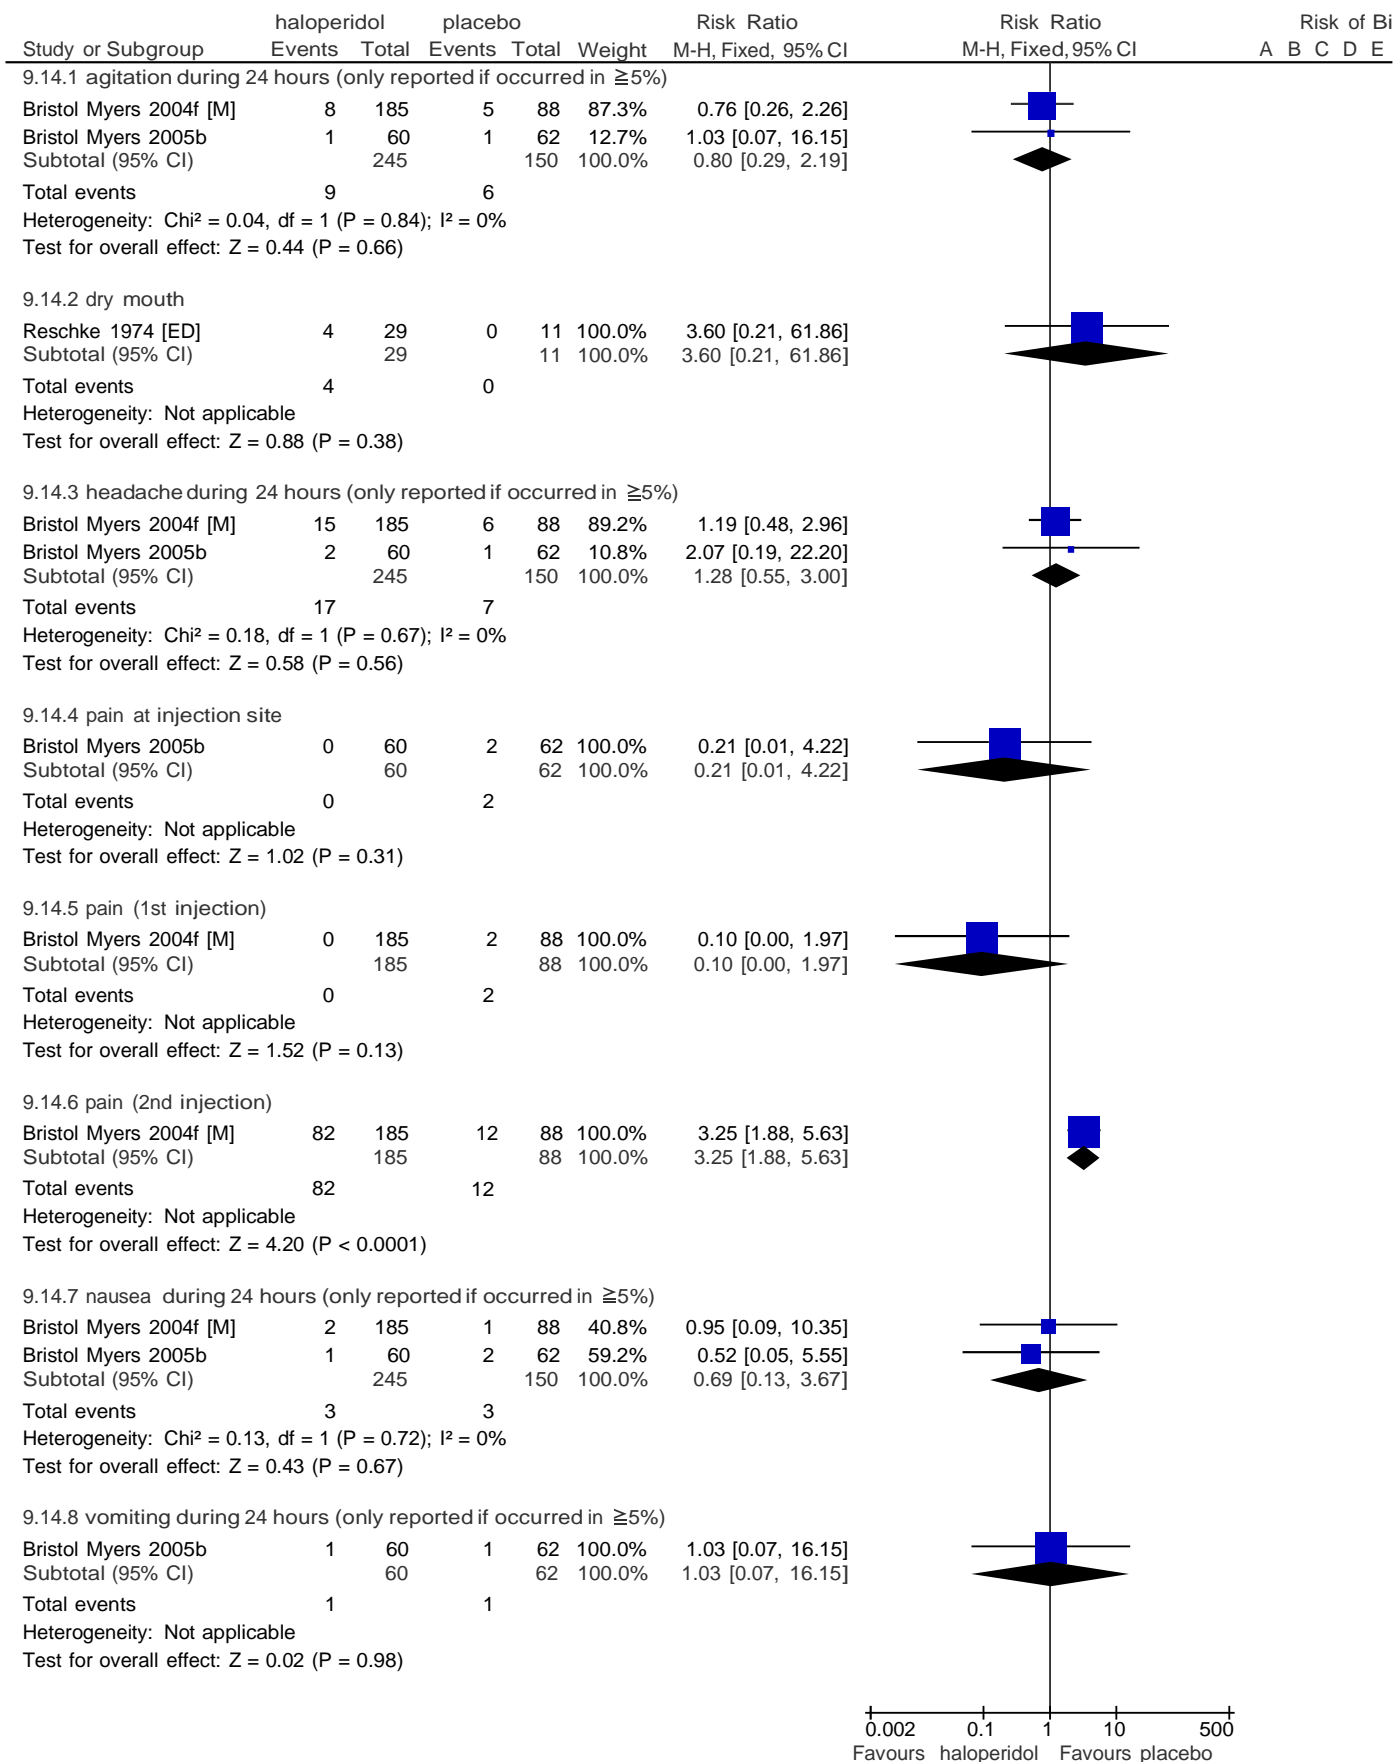 haloperidol placebo Risk Ratio Risk Ratio Risk of Bi
Study or Subgroup Events Total Events Total Weight M-H, Fixed, 95% CI M-H, Fixed, 95% CI A B C D E
9.14.1 agitation during 24 hours (only reported if occurred in ≧5%)
Bristol Myers 2004f [M] 8 185 5 88 87.3% 0.76 [0.26, 2.26]
Bristol Myers 2005b 1 60 1 62 12.7% 1.03 [0.07, 16.15]
Subtotal (95% CI) 245 150 100.0% 0.80 [0.29, 2.19]
Total events 9 6
Heterogeneity: Chi² = 0.04, df = 1 (P = 0.84); I² = 0%
Test for overall effect: Z = 0.44 (P = 0.66)
9.14.2 dry mouth
Reschke 1974 [ED] 4 29 0 11 100.0% 3.60 [0.21, 61.86]
Subtotal (95% CI) 29 11 100.0% 3.60 [0.21, 61.86]
Total events 4 0
Heterogeneity: Not applicable
Test for overall effect: Z = 0.88 (P = 0.38)
9.14.3 headache during 24 hours (only reported if occurred in ≧5%)
Bristol Myers 2004f [M] 15 185 6 88 89.2% 1.19 [0.48, 2.96]
Bristol Myers 2005b 2 60 1 62 10.8% 2.07 [0.19, 22.20]
Subtotal (95% CI) 245 150 100.0% 1.28 [0.55, 3.00]
Total events 17 7
Heterogeneity: Chi² = 0.18, df = 1 (P = 0.67); I² = 0%
Test for overall effect: Z = 0.58 (P = 0.56)
9.14.4 pain at injection site
Bristol Myers 2005b 0 60 2 62 100.0% 0.21 [0.01, 4.22]
Subtotal (95% CI) 60 62 100.0% 0.21 [0.01, 4.22]
Total events 0 2
Heterogeneity: Not applicable
Test for overall effect: Z = 1.02 (P = 0.31)
9.14.5 pain (1st injection)
Bristol Myers 2004f [M] 0 185 2 88 100.0% 0.10 [0.00, 1.97]
Subtotal (95% CI) 185 88 100.0% 0.10 [0.00, 1.97]
Total events 0 2
Heterogeneity: Not applicable
Test for overall effect: Z = 1.52 (P = 0.13)
9.14.6 pain (2nd injection)
Bristol Myers 2004f [M] 82 185 12 88 100.0% 3.25 [1.88, 5.63]
Subtotal (95% CI) 185 88 100.0% 3.25 [1.88, 5.63]
Total events 82 12
Heterogeneity: Not applicable
Test for overall effect: Z = 4.20 (P < 0.0001)
9.14.7 nausea during 24 hours (only reported if occurred in ≧5%)
Bristol Myers 2004f [M] 2 185 1 88 40.8% 0.95 [0.09, 10.35]
Bristol Myers 2005b 1 60 2 62 59.2% 0.52 [0.05, 5.55]
Subtotal (95% CI) 245 150 100.0% 0.69 [0.13, 3.67]
Total events 3 3
Heterogeneity: Chi² = 0.13, df = 1 (P = 0.72); I² = 0%
Test for overall effect: Z = 0.43 (P = 0.67)
9.14.8 vomiting during 24 hours (only reported if occurred in ≧5%)
Bristol Myers 2005b 1 60 1 62 100.0% 1.03 [0.07, 16.15]
Subtotal (95% CI) 60 62 100.0% 1.03 [0.07, 16.15]
Total events 1 1
Heterogeneity: Not applicable
Test for overall effect: Z = 0.02 (P = 0.98)
0.002 0.1 1 10 500
Favours haloperidol Favours placebo